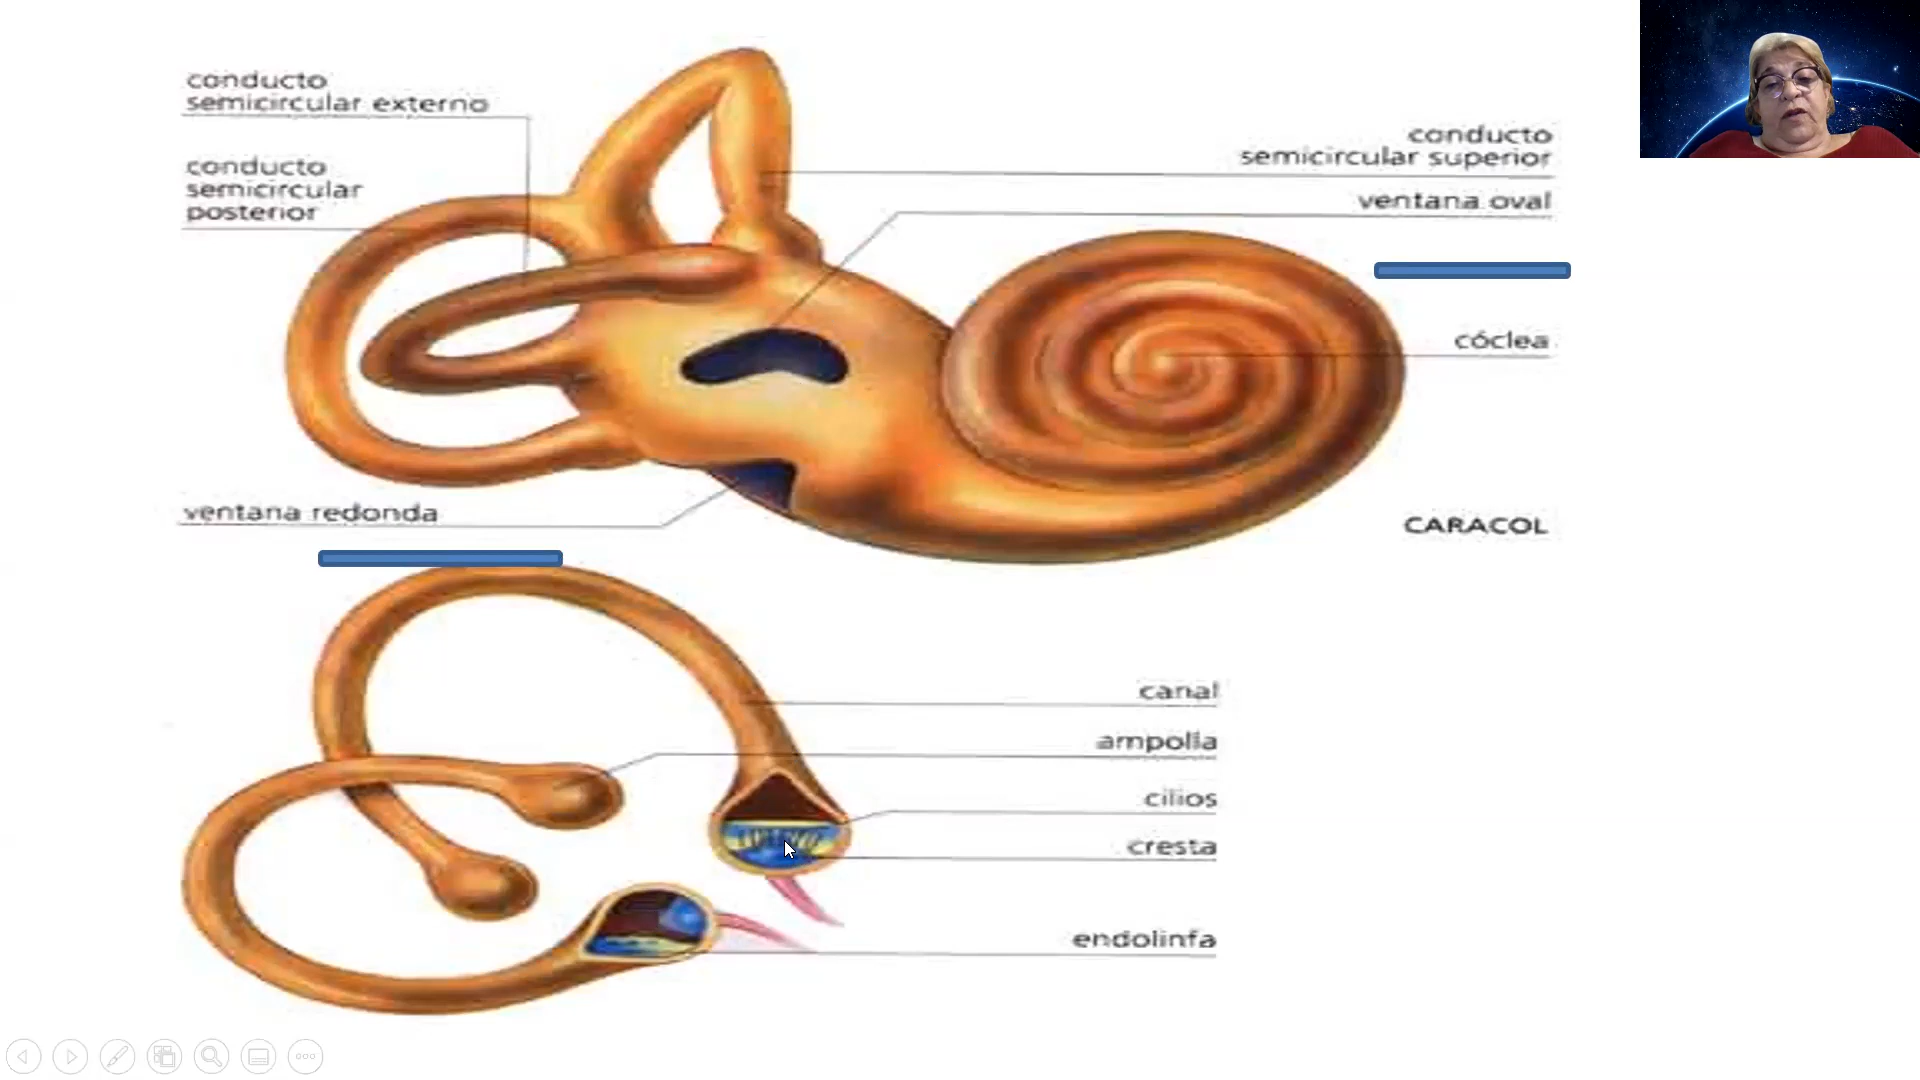 conducto
semicircular externo
conducto
semicircular
posterior
conducto
semicircular superior
ventana oval
cóclea
ventana redonda
CARACOL
canal
ampolla
cilios
cresta
endolinfa